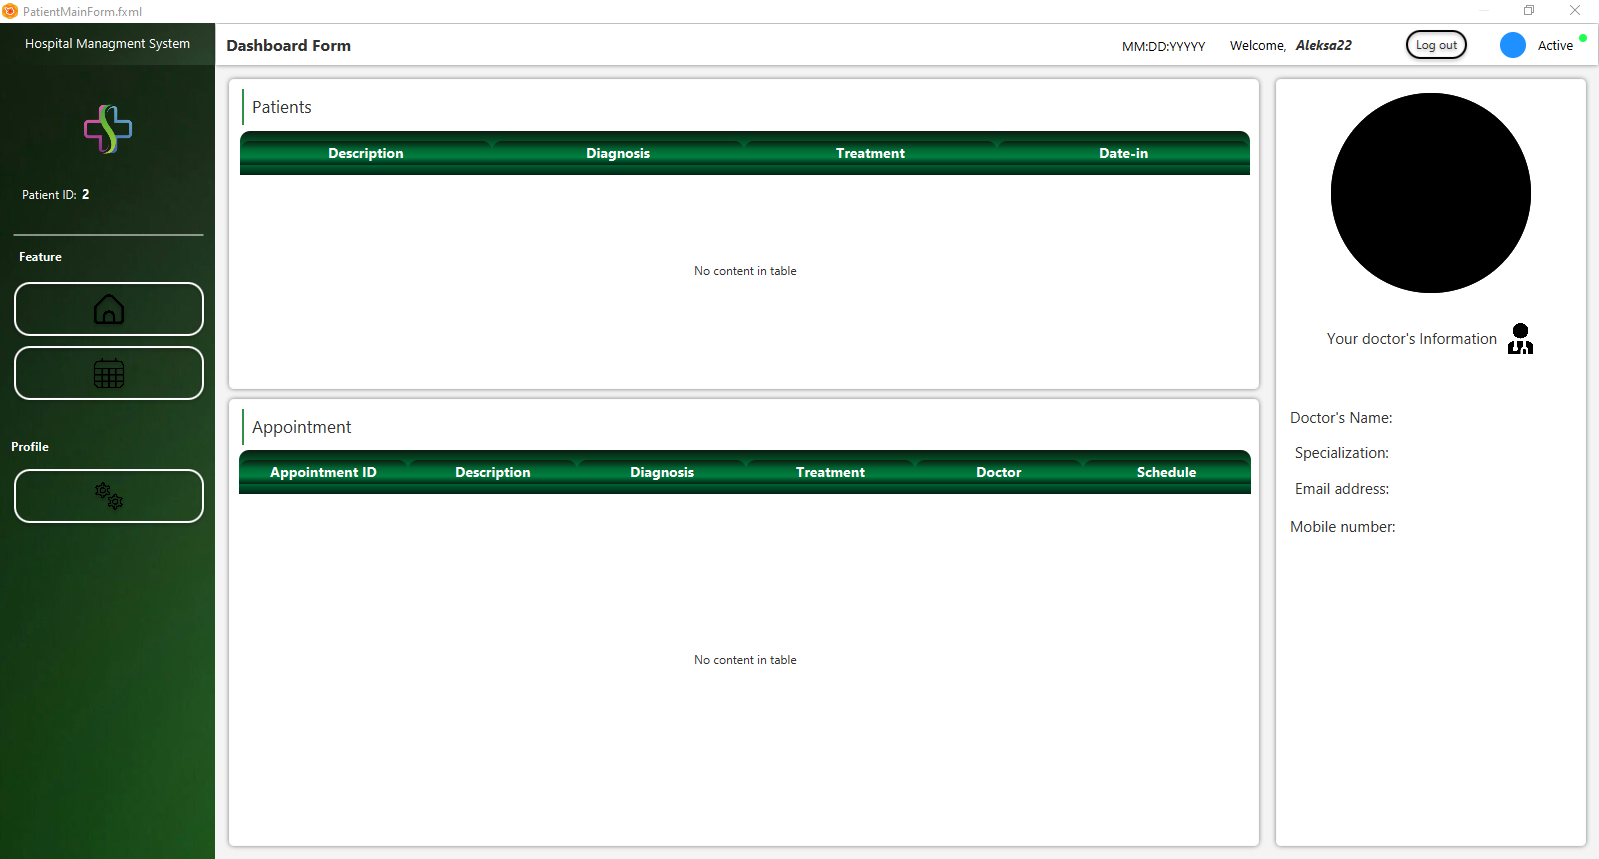 PatientMainForm.fxml
Hospital Managment System
Dashboard Form
MM:DD:YYYYY
Welcome, Aleksa22
Log out
Active
Patient ID: 2
Feature
Profile
Patients
Description Diagnosis Treatment Date-in
No content in table
Appointment
Appointment ID Description Diagnosis Treatment Doctor Schedule
No content in table
Your doctor's Information
Doctor's Name:
Specialization:
Email address:
Mobile number: